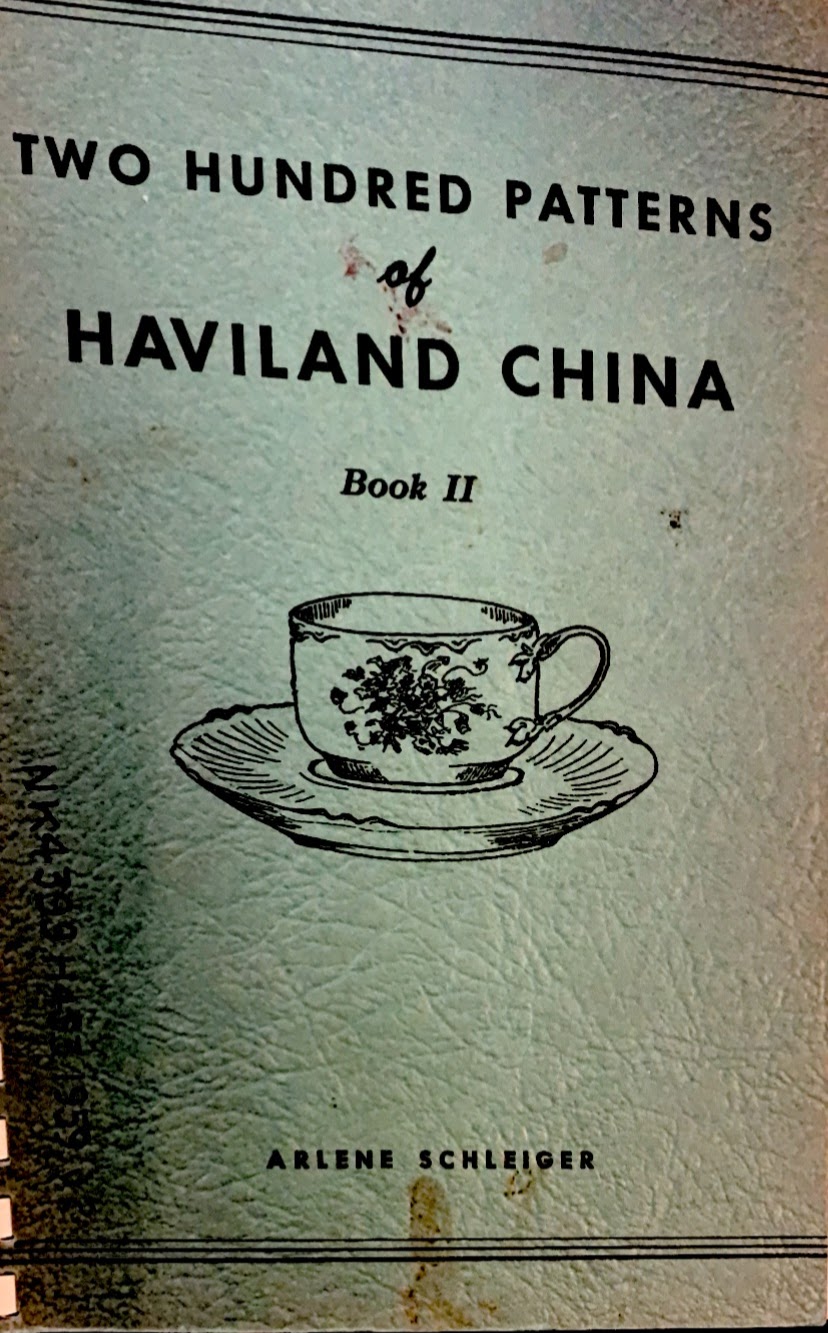 TWO HUNDRED PATTERNS
of
HAVILAND CHINA
Book II
ARLENE SCHLEIGER